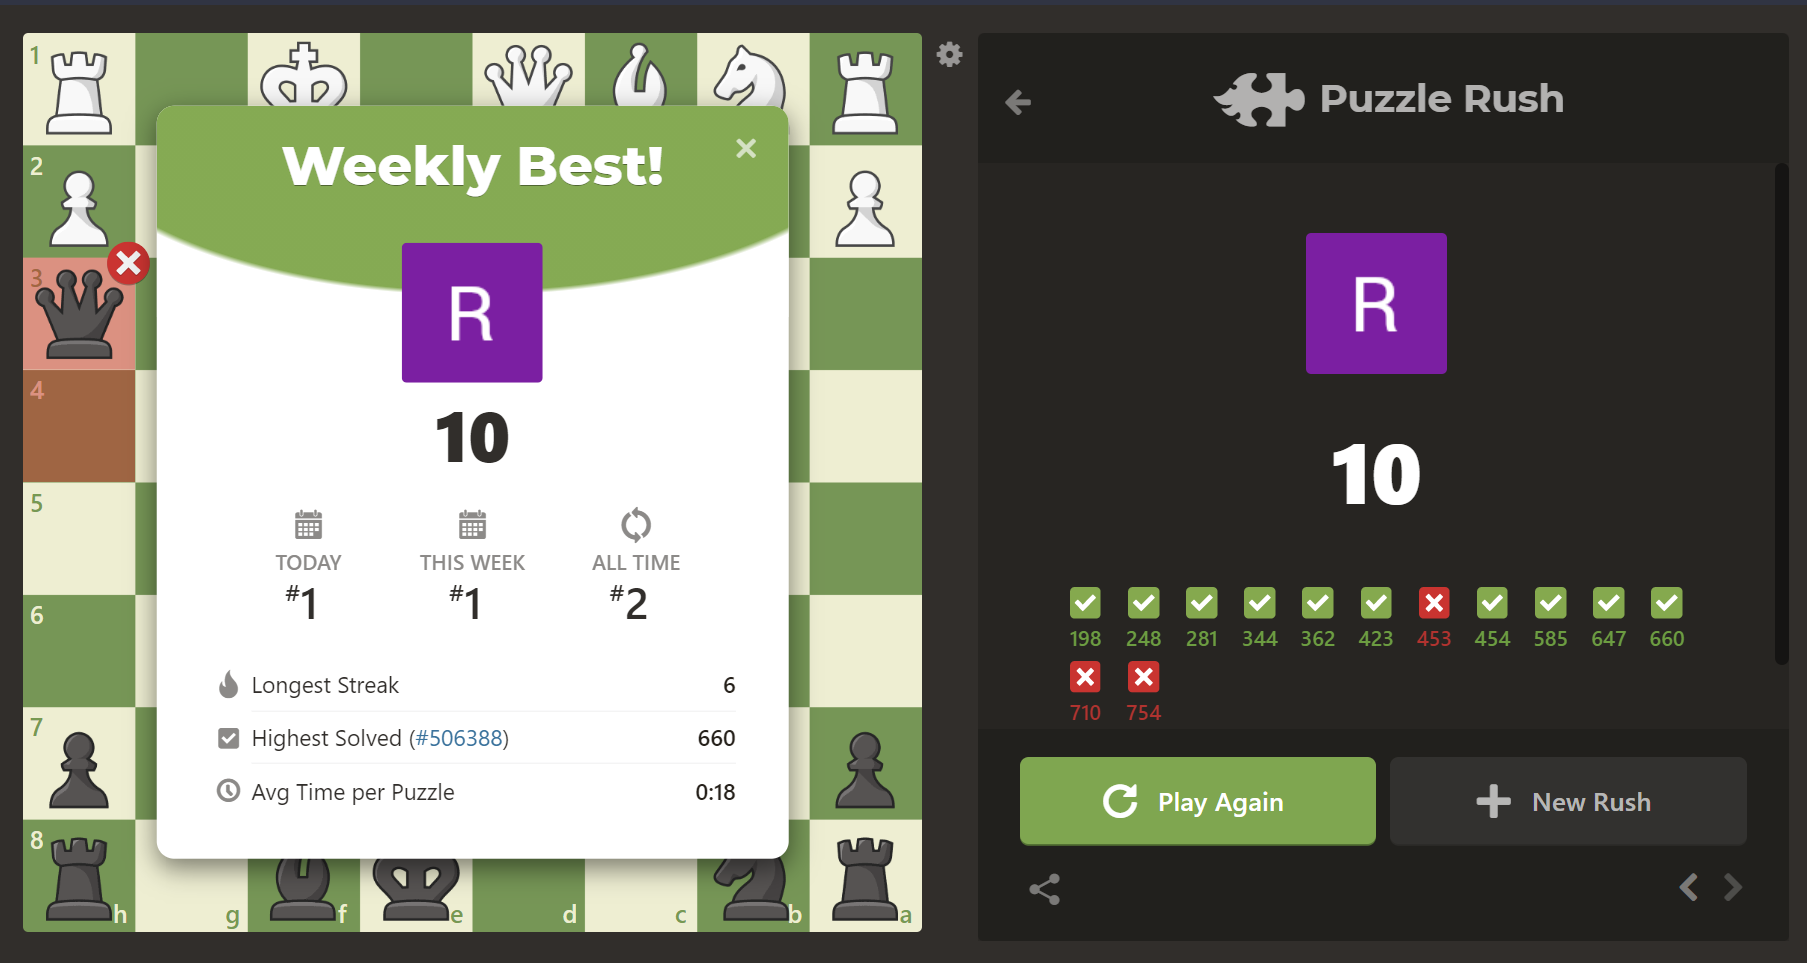 1
2
3
4
5
6
7
8
h g f e d c b a
Weekly Best!
R
10
TODAY
#1
THIS WEEK
#1
ALL TIME
#2
Longest Streak 6
Highest Solved (#506388) 660
Avg Time per Puzzle 0:18
Puzzle Rush
R
10
198 248 281 344 362 423 453 454 585 647 660
710 754
Play Again
New Rush